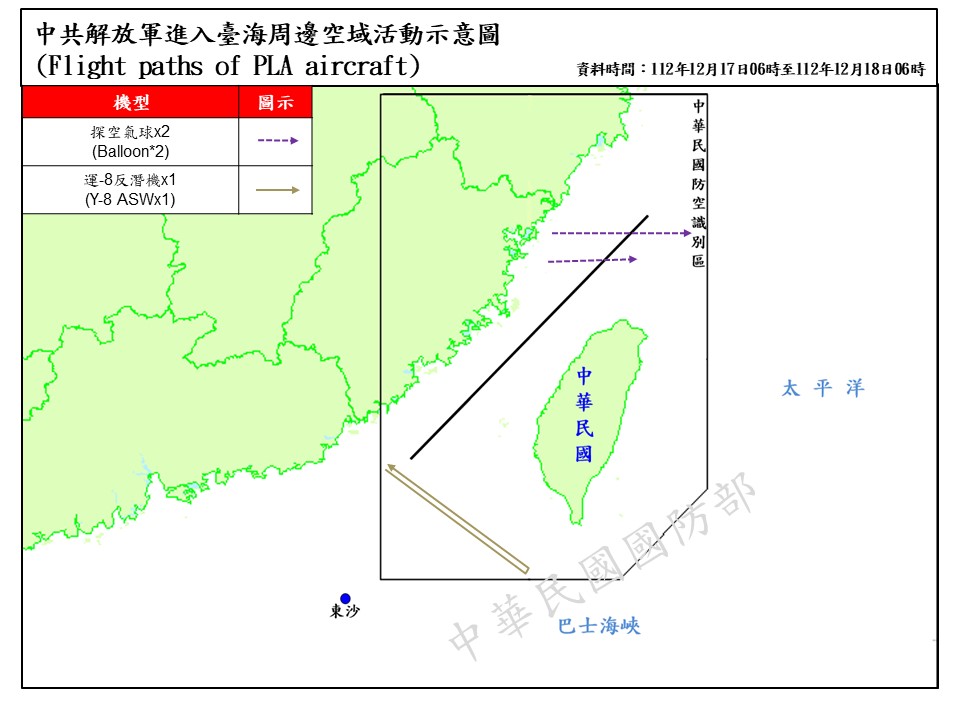 中共解放軍進入臺海周邊空域活動示意圖
(Flight paths of PLA aircraft)
資料時間：112年12月17日06時至112年12月18日06時
機型
圖示
探空氣球x2
(Balloon*2)
運-8反潛機x1
(Y-8 ASWx1)
中華民國防空識別區
中華民國
太平洋
東沙
巴士海峽
中華民國國防部